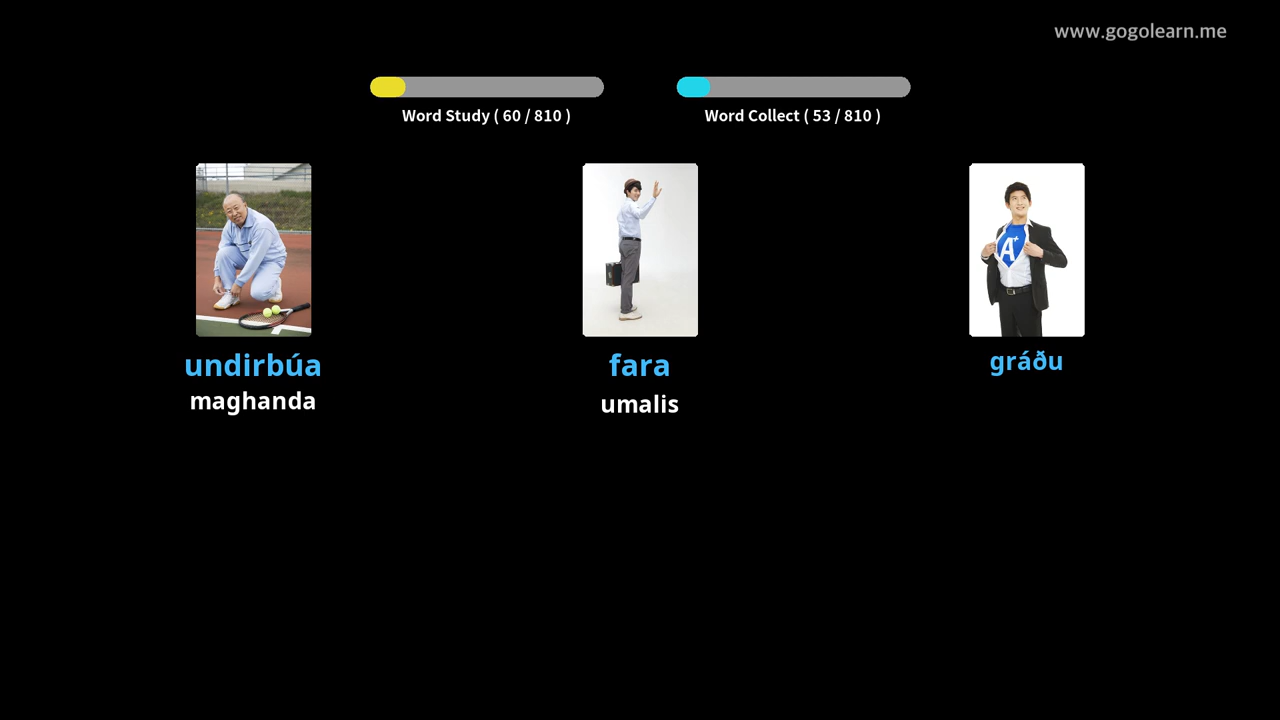 www.gogolearn.me
Word Study ( 60 / 810 )
Word Collect ( 53 / 810 )
A+
undirbúa
fara
gráðu
maghanda
umalis